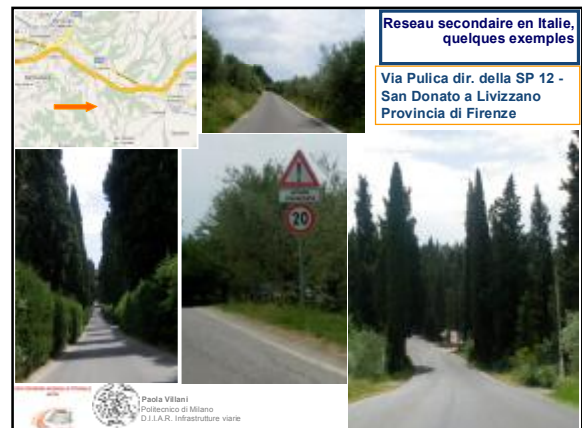 Reseau secondaire en Italie,
quelques exemples
Via Pulica dir. della SP 12 -
San Donato a Livizzano
Provincia di Firenze
20
Paola Villani
Politecnico di Milano
D.I.I.A.R. Infrastrutture viarie